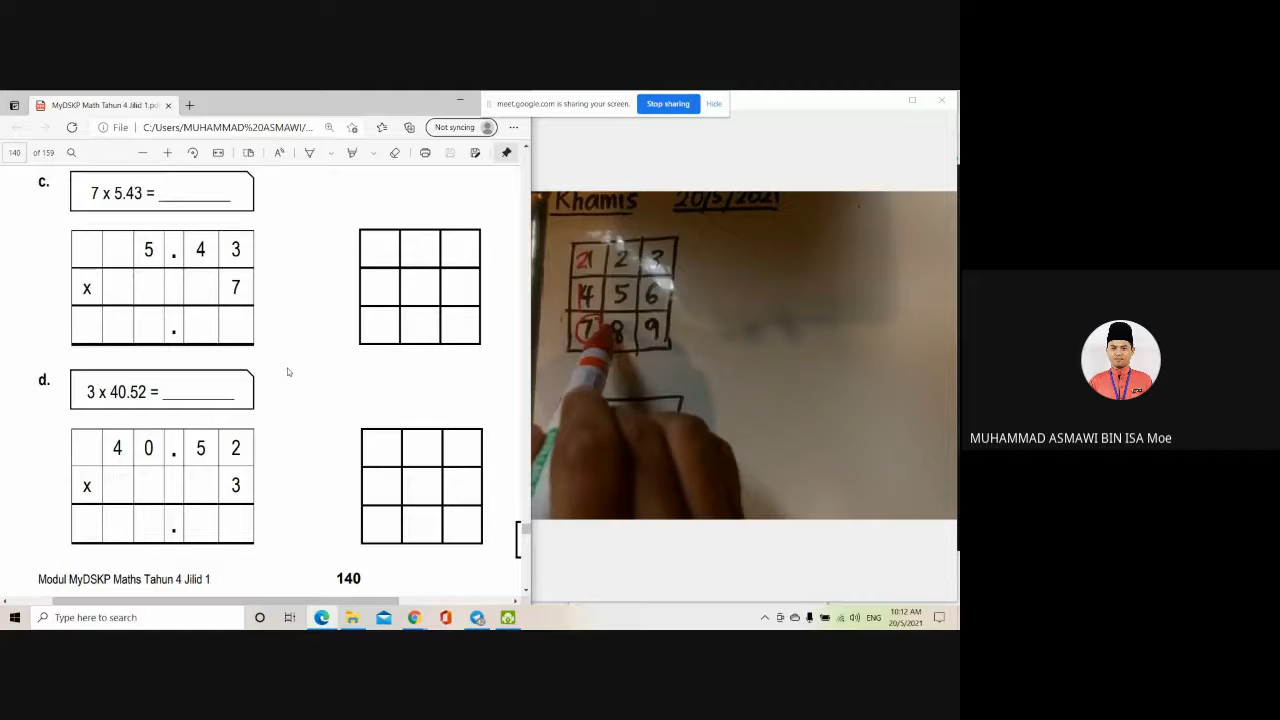 MyDSKP Math Tahun 4 Jilid 1.pd
meet.google.com is sharing your screen.
Stop sharing
Hide
File
C:/Users/MUHAMMAD%20ASMAWI/...
Not syncing
140
of 159
c.
7 x 5.43 = _________
5 . 4 3
x 7
.
d.
3 x 40.52 = _________
4 0 . 5 2
x 3
.
Modul MyDSKP Maths Tahun 4 Jilid 1
140
Khamis 20/5/2021
21 2 3
14 5 6
7 8 9
MUHAMMAD ASMAWI BIN ISA Moe
Type here to search
ENG
10:12 AM
20/5/2021